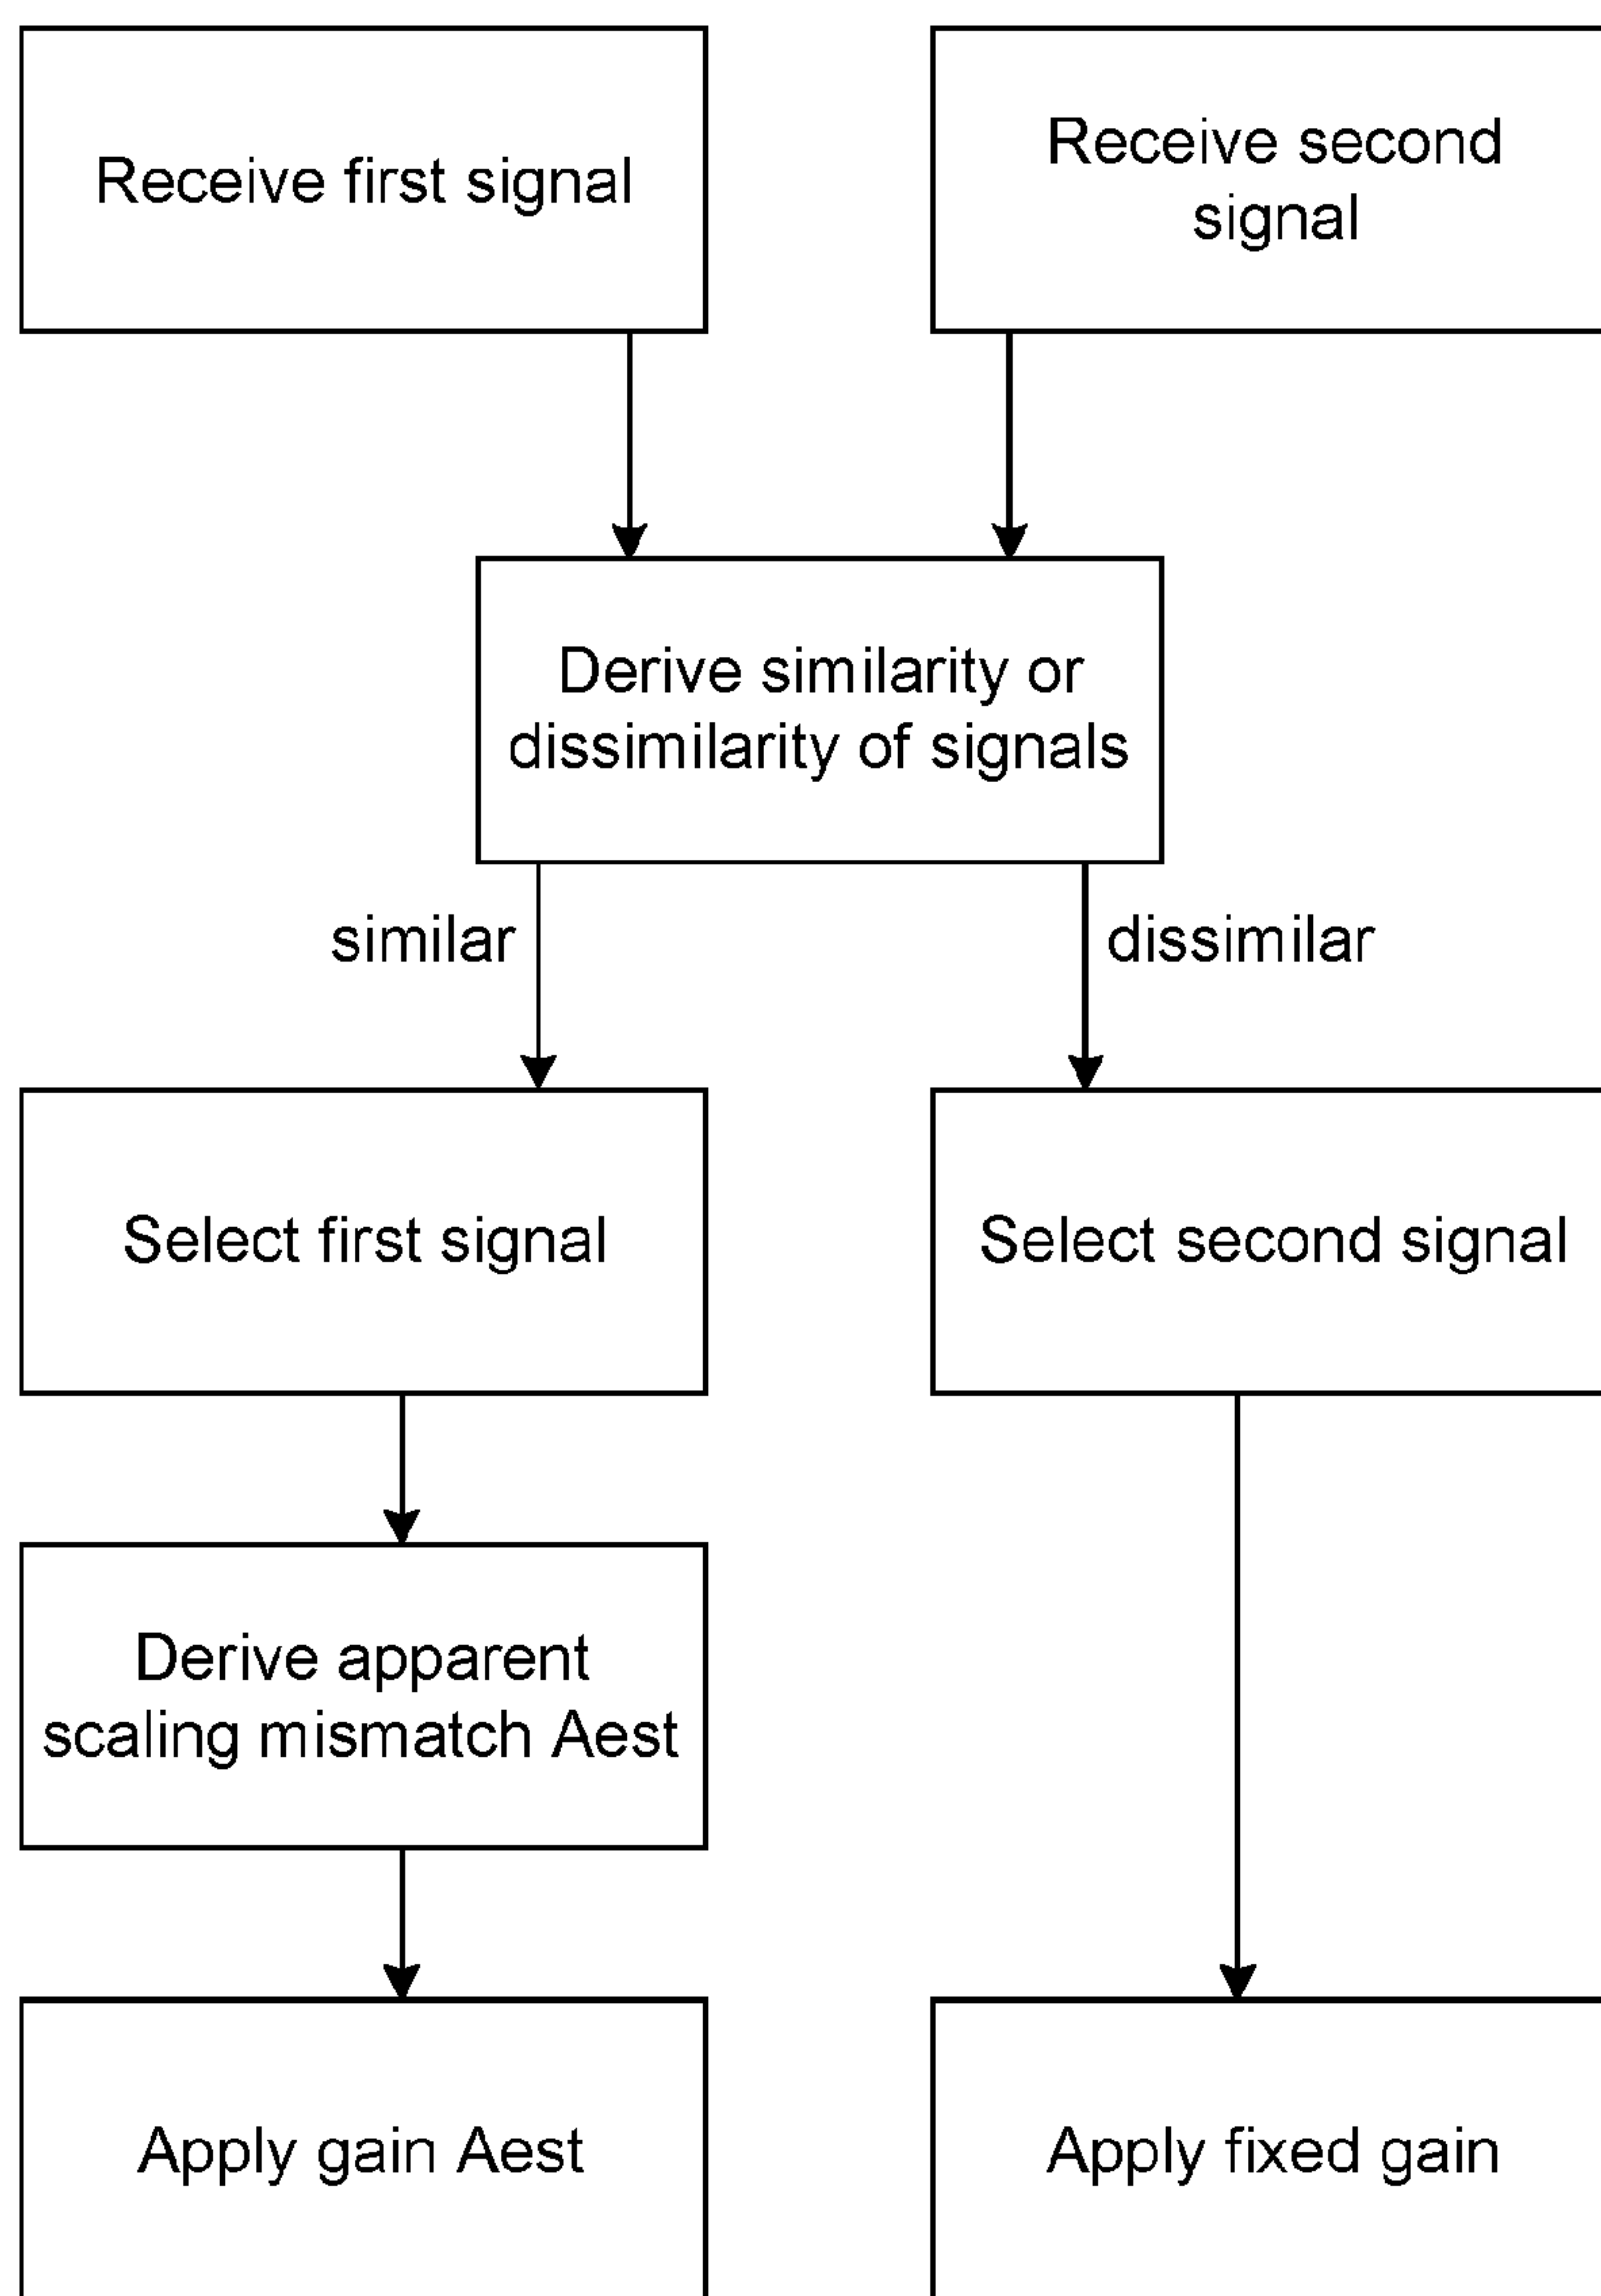 Receive first signal
Receive second
signal
Derive similarity or
dissimilarity of signals
similar
dissimilar
Select first signal
Select second signal
Derive apparent
scaling mismatch Aest
Apply gain Aest
Apply fixed gain